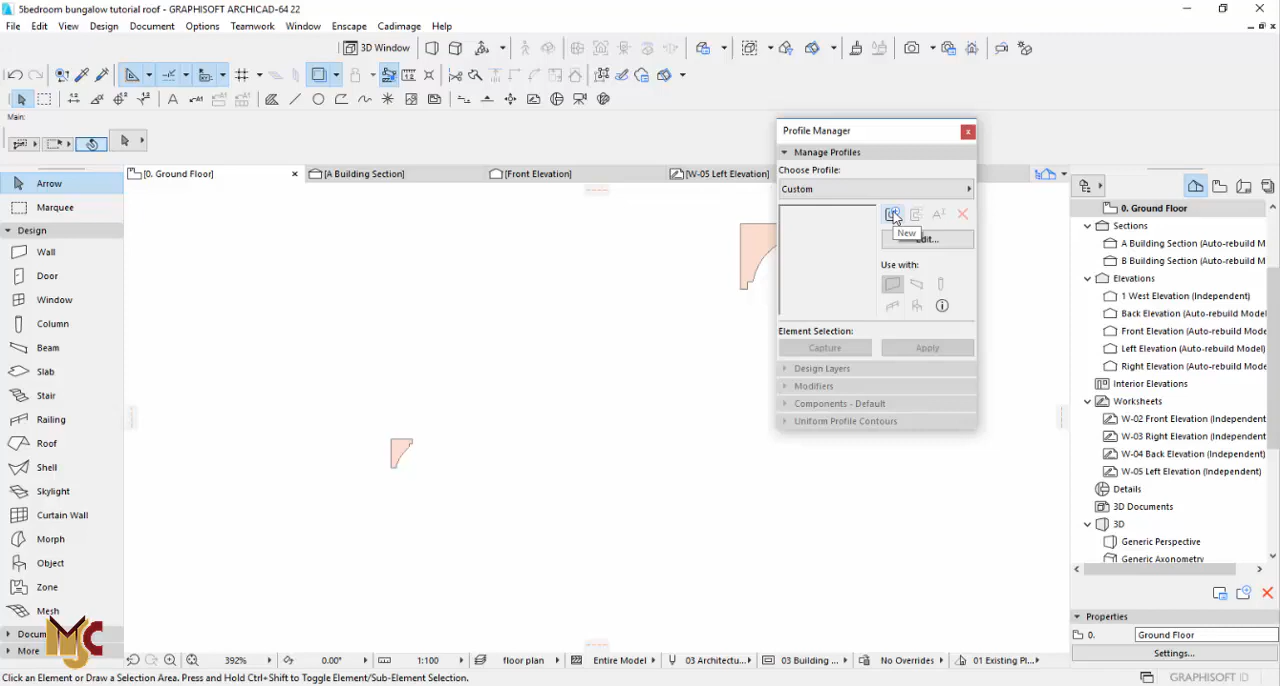 5bedroom bungalow tutorial roof - GRAPHISOFT ARCHICAD-64 22
File Edit View Design Document Options Teamwork Window Enscape Cadimage Help
3D Window
Main:
[0. Ground Floor]
[A Building Section]
[Front Elevation]
[W-05 Left Elevation]
Arrow
Marquee
Design
Wall
Door
Window
Column
Beam
Slab
Stair
Railing
Roof
Shell
Skylight
Curtain Wall
Morph
Object
Zone
Mesh
Docum
More
MSC
Profile Manager
Manage Profiles
Choose Profile:
Custom
New
Edit...
Use with:
Element Selection:
Capture
Apply
Design Layers
Modifiers
Components - Default
Uniform Profile Contours
0. Ground Floor
Sections
A Building Section (Auto-rebuild M
B Building Section (Auto-rebuild M
Elevations
1 West Elevation (Independent)
Back Elevation (Auto-rebuild Model
Front Elevation (Auto-rebuild Mode
Left Elevation (Auto-rebuild Model)
Right Elevation (Auto-rebuild Mode
Interior Elevations
Worksheets
W-02 Front Elevation (Independent
W-03 Right Elevation (Independent
W-04 Back Elevation (Independent)
W-05 Left Elevation (Independent)
Details
3D Documents
3D
Generic Perspective
Generic Axonometry
Properties
0.
Ground Floor
Settings...
392%
0.00°
1:100
floor plan
Entire Model
03 Architectu...
03 Building ...
No Overrides
01 Existing Pl...
Click an Element or Draw a Selection Area. Press and Hold Ctrl+Shift to Toggle Element/Sub-Element Selection.
GRAPHISOFT ID